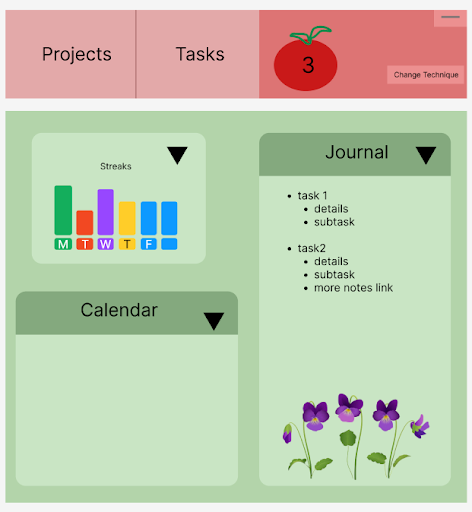 Projects
Tasks
3
Change Technique
Streaks
M T W T F
Journal
• task 1
• details
• subtask
• task2
• details
• subtask
• more notes link
Calendar